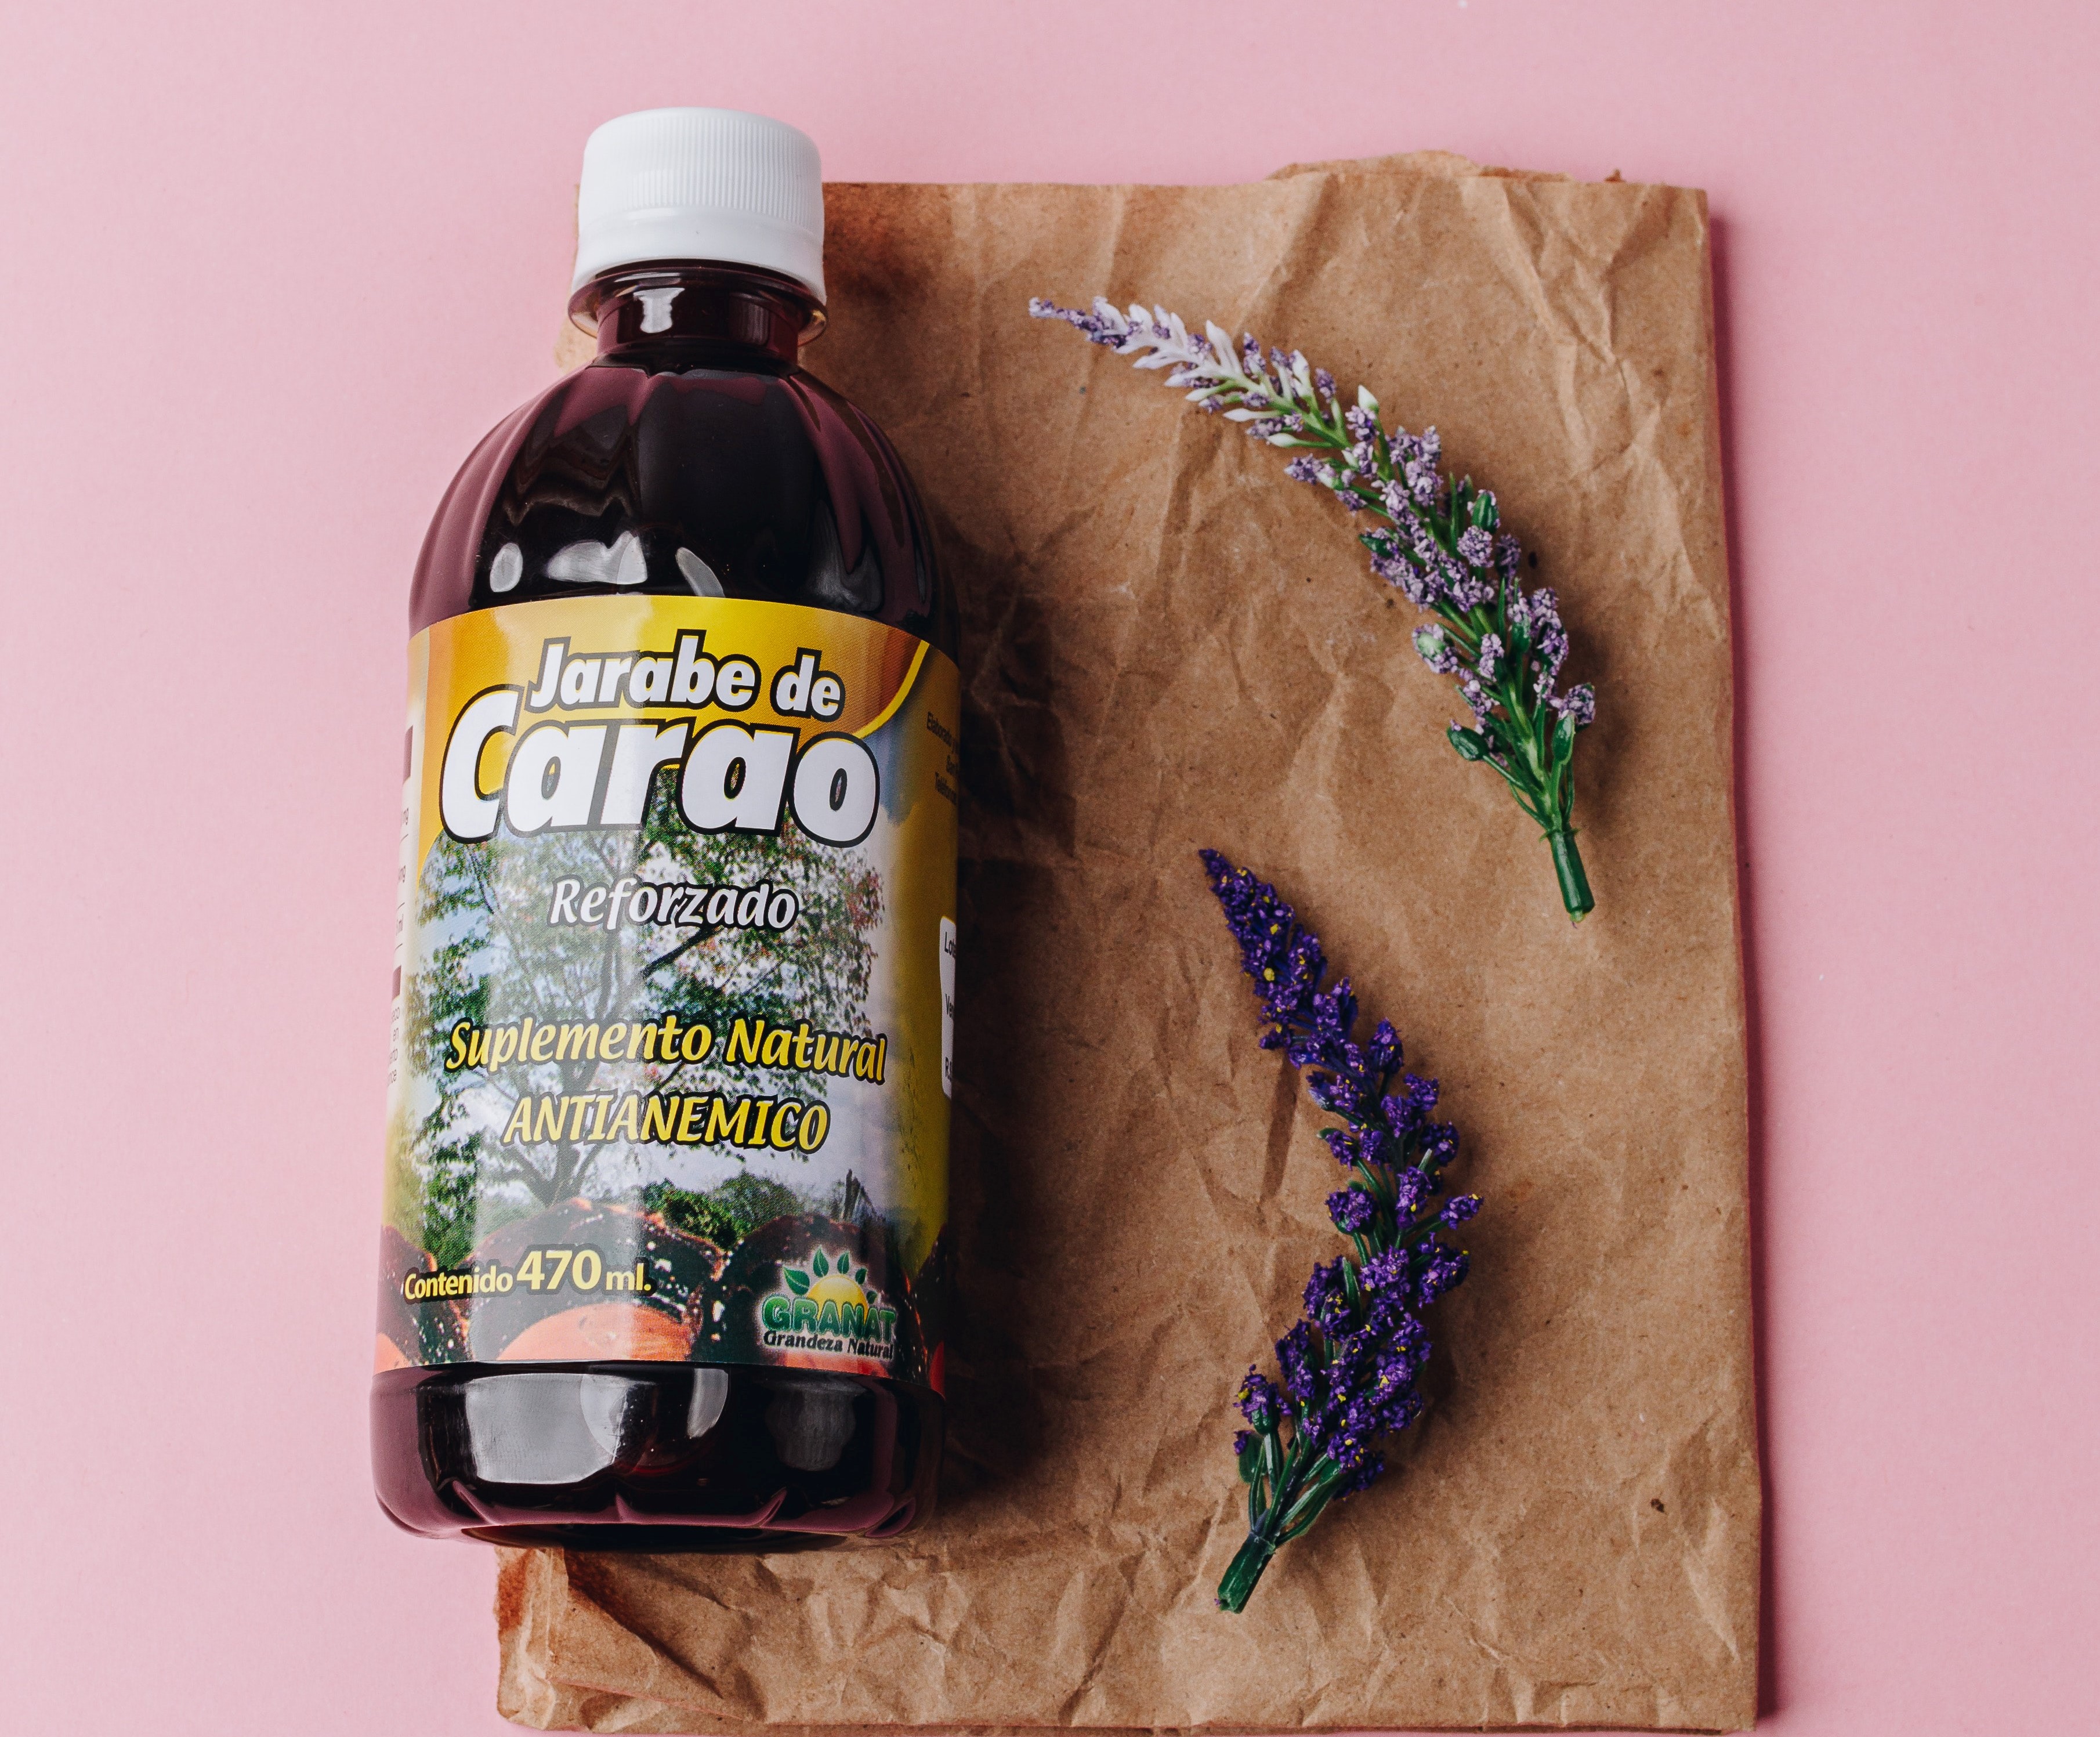 Jarabe de
Carao
Reforzado
Suplemento Natural
ANTIANEMICO
Contenido 470 ml.
GRANAT
Grandeza Natural